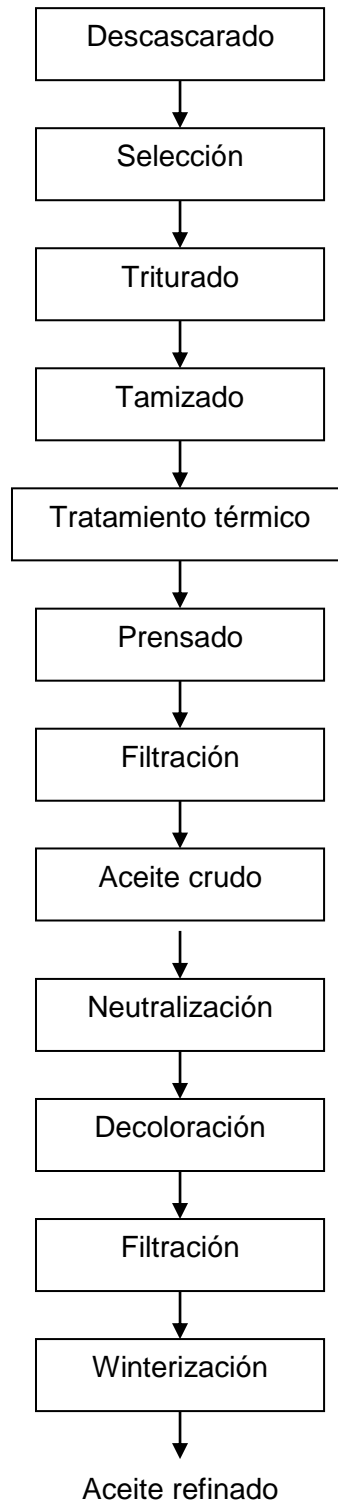 Descascarado
Selección
Triturado
Tamizado
Tratamiento térmico
Prensado
Filtración
Aceite crudo
Neutralización
Decoloración
Filtración
Winterización
Aceite refinado